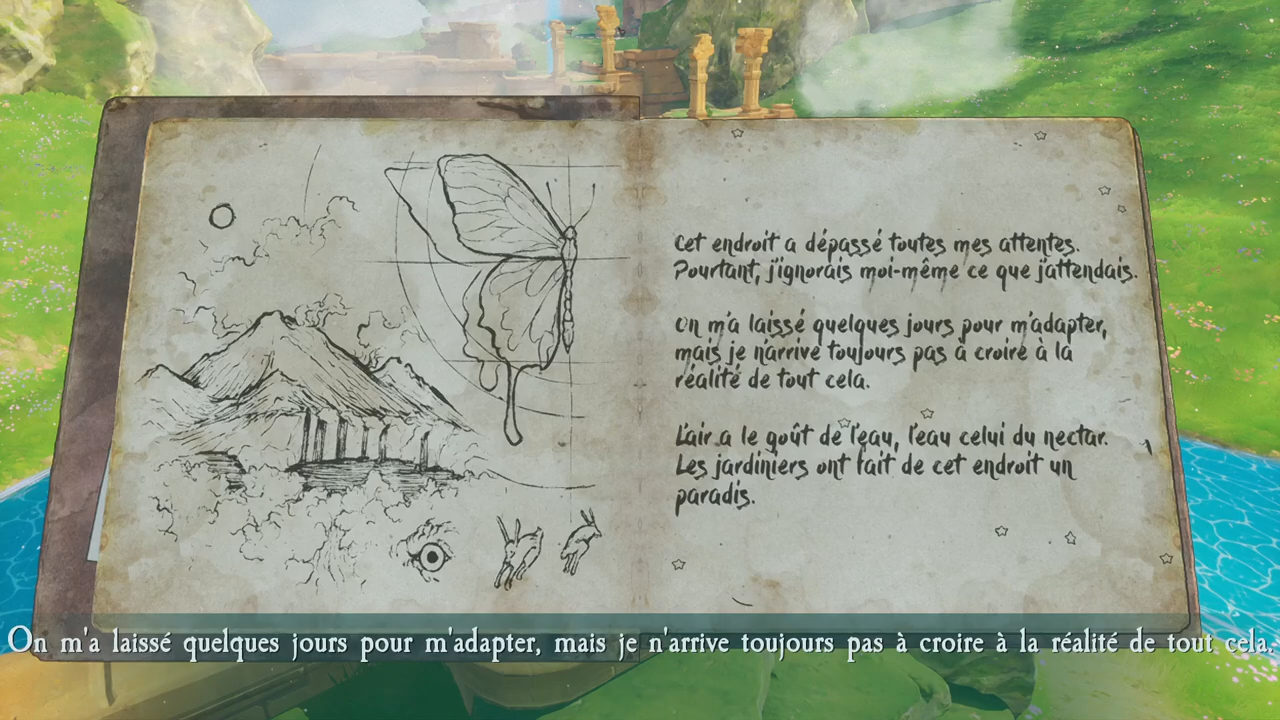 Cet endroit a dépassé toutes mes attentes.
Pourtant, j'ignorais moi-même ce que j'attendais.
On m'a laissé quelques jours pour m'adapter,
mais je n'arrive toujours pas à croire à la
réalité de tout cela.
L'air a le goût de l'eau, l'eau celui du nectar.
Les jardiniers ont fait de cet endroit un
paradis.
On m'a laissé quelques jours pour m'adapter, mais je n'arrive toujours pas à croire à la réalité de tout cela.